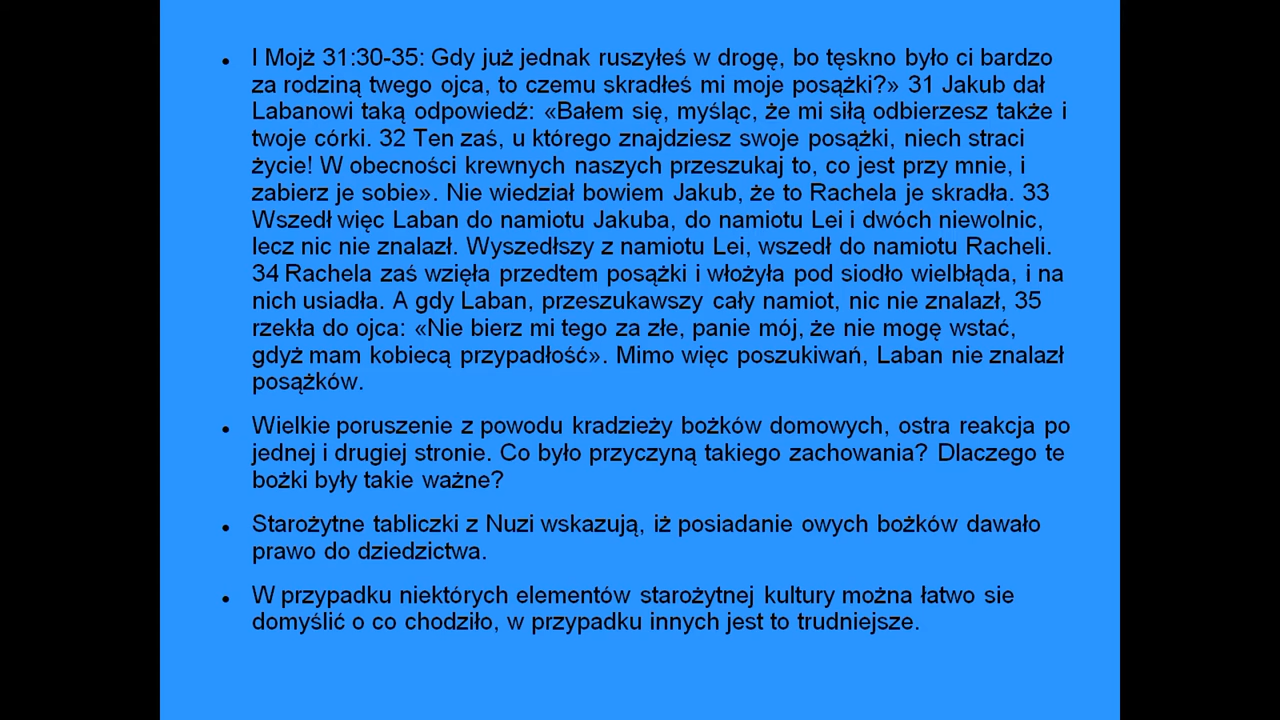 • I Mojż 31:30-35: Gdy już jednak ruszyłeś w drogę, bo tęskno było ci bardzo
za rodziną twego ojca, to czemu skradłeś mi moje posążki?» 31 Jakub dał
Labanowi taką odpowiedź: «Bałem się, myśląc, że mi siłą odbierzesz także i
twoje córki. 32 Ten zaś, u którego znajdziesz swoje posążki, niech straci
życie! W obecności krewnych naszych przeszukaj to, co jest przy mnie, i
zabierz je sobie». Nie wiedział bowiem Jakub, że to Rachela je skradła. 33
Wszedł więc Laban do namiotu Jakuba, do namiotu Lei i dwóch niewolnic,
lecz nic nie znalazł. Wyszedłszy z namiotu Lei, wszedł do namiotu Racheli.
34 Rachela zaś wzięła przedtem posążki i włożyła pod siodło wielbłąda, i na
nich usiadła. A gdy Laban, przeszukawszy cały namiot, nic nie znalazł, 35
rzekła do ojca: «Nie bierz mi tego za złe, panie mój, że nie mogę wstać,
gdyż mam kobiecą przypadłość». Mimo więc poszukiwań, Laban nie znalazł
posążków.
• Wielkie poruszenie z powodu kradzieży bożków domowych, ostra reakcja po
jednej i drugiej stronie. Co było przyczyną takiego zachowania? Dlaczego te
bożki były takie ważne?
• Starożytne tabliczki z Nuzi wskazują, iż posiadanie owych bożków dawało
prawo do dziedzictwa.
• W przypadku niektórych elementów starożytnej kultury można łatwo sie
domyślić o co chodziło, w przypadku innych jest to trudniejsze.